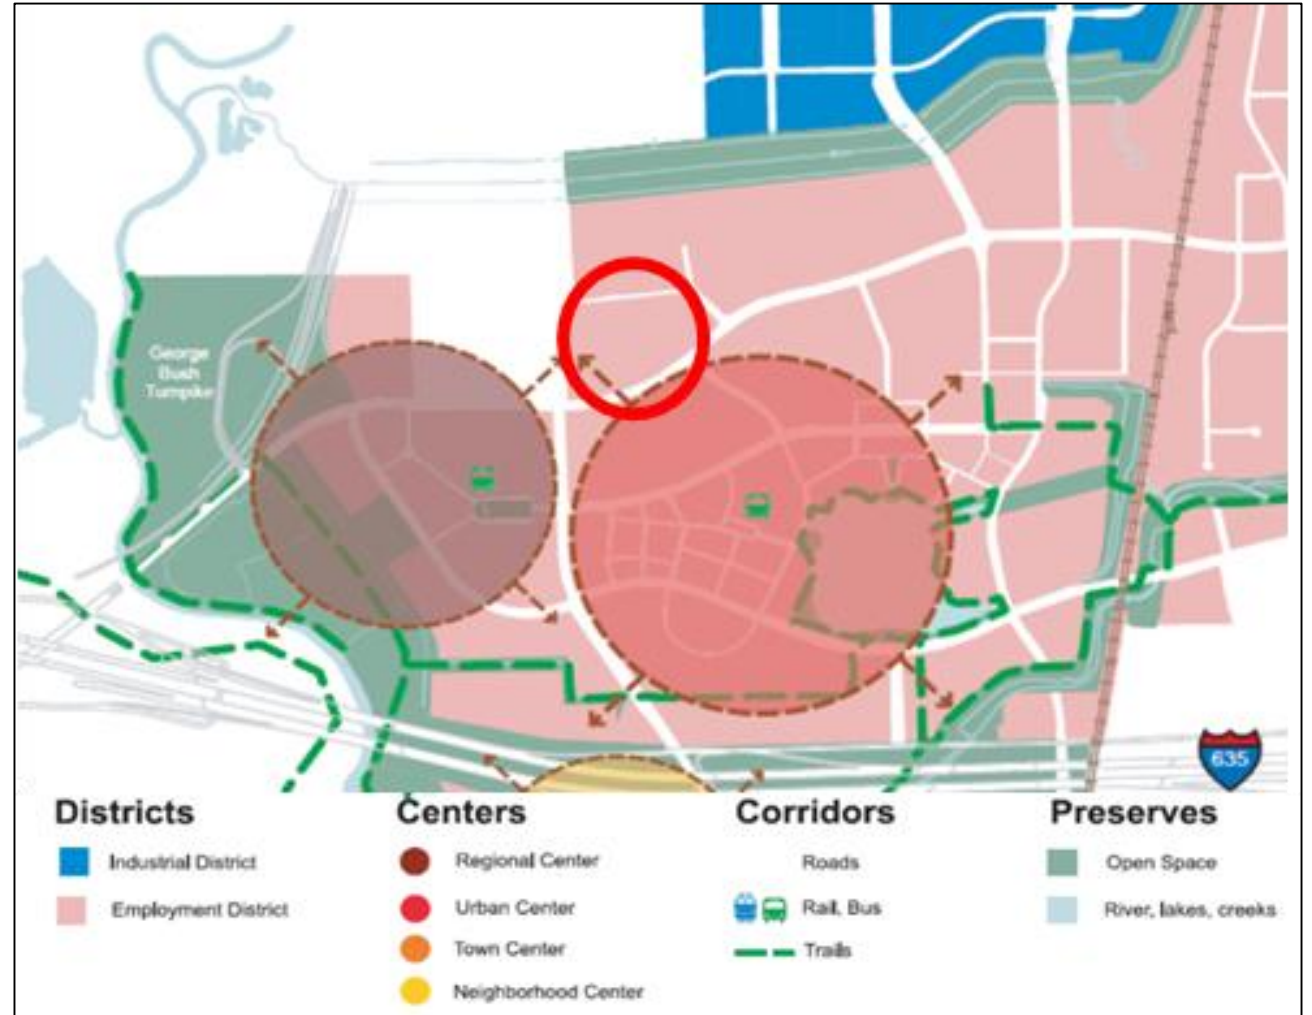 George
Bush
Turnpike
635
Districts
Industrial District
Employment District
Centers
Regional Center
Urban Center
Town Center
Neighborhood Center
Corridors
Roads
Rail, Bus
Trails
Preserves
Open Space
River, lakes, creeks